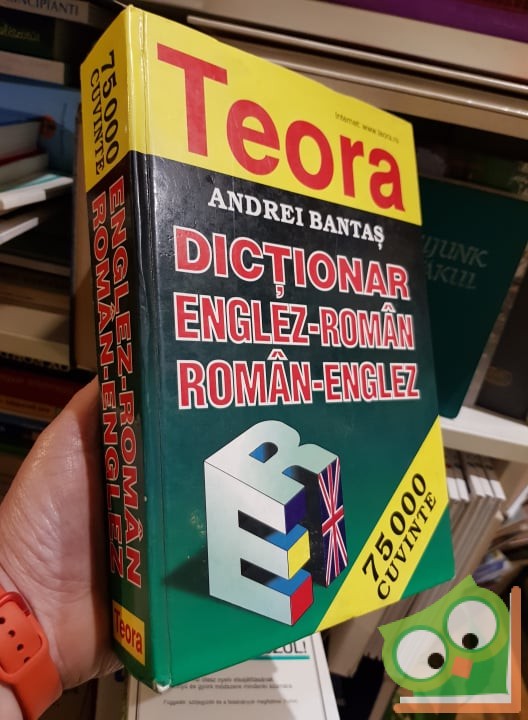 Teora
Internet: www.teora.ro
ANDREI BANTAȘ
DICȚIONAR
ENGLEZ-ROMÂN
ROMÂN-ENGLEZ
ER
75000
CUVINTE
75000
CUVINTE
ENGLEZ-ROMÂN
ROMÂN-ENGLEZ
Teora